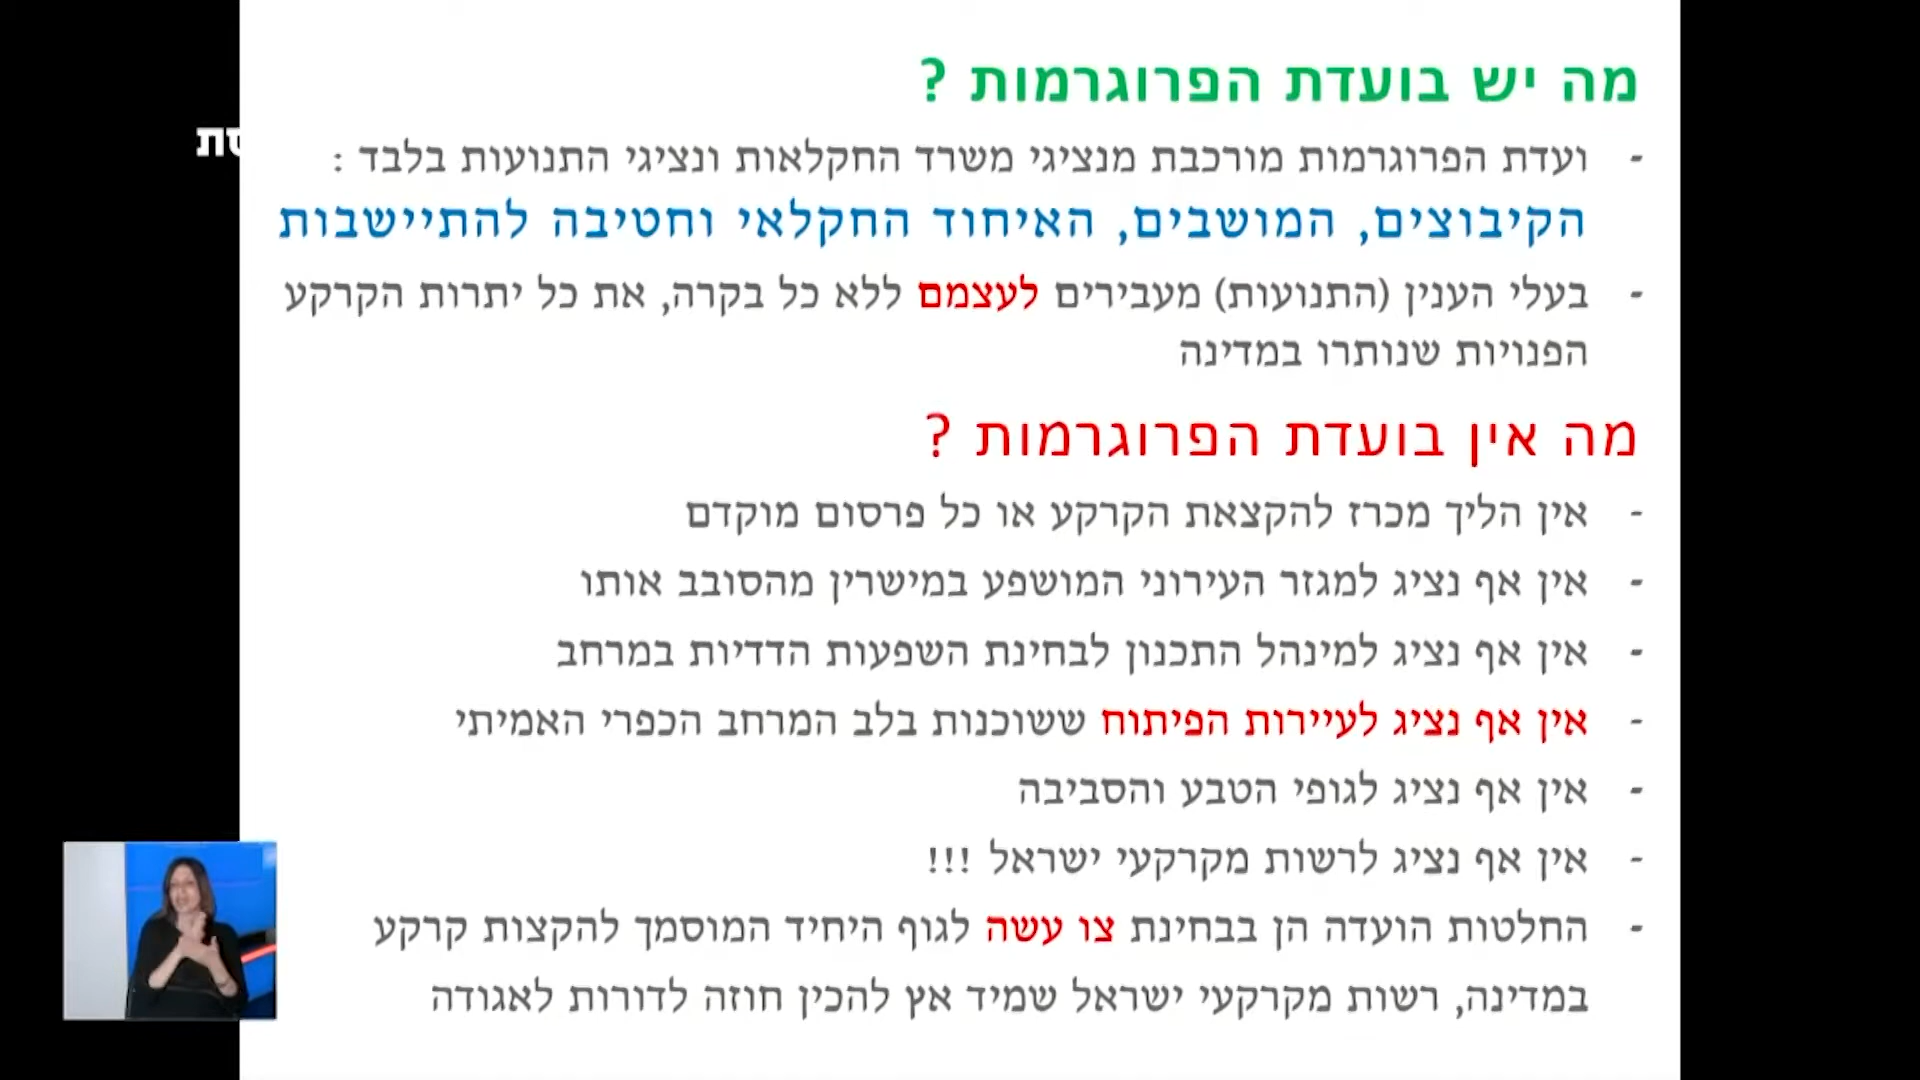 מה יש בועדת הפרוגרמות ?
- ועדת הפרוגרמות מורכבת מנציגי משרד החקלאות ונציגי התנועות בלבד :
הקיבוצים, המושבים, האיחוד החקלאי וחטיבה להתיישבות
- בעלי הענין (התנועות) מעבירים לעצמם ללא כל בקרה, את כל יתרות הקרקע
הפנויות שנותרו במדינה
מה אין בועדת הפרוגרמות ?
- אין הליך מכרז להקצאת הקרקע או כל פרסום מוקדם
- אין אף נציג למגזר העירוני המושפע במישרין מהסובב אותו
- אין אף נציג למינהל התכנון לבחינת השפעות הדדיות במרחב
- אין אף נציג לעיירות הפיתוח ששוכנות בלב המרחב הכפרי האמיתי
- אין אף נציג לגופי הטבע והסביבה
- אין אף נציג לרשות מקרקעי ישראל !!!
- החלטות הועדה הן בבחינת צו עשה לגוף היחיד המוסמך להקצות קרקע
במדינה, רשות מקרקעי ישראל שמיד אץ להכין חוזה לדורות לאגודה